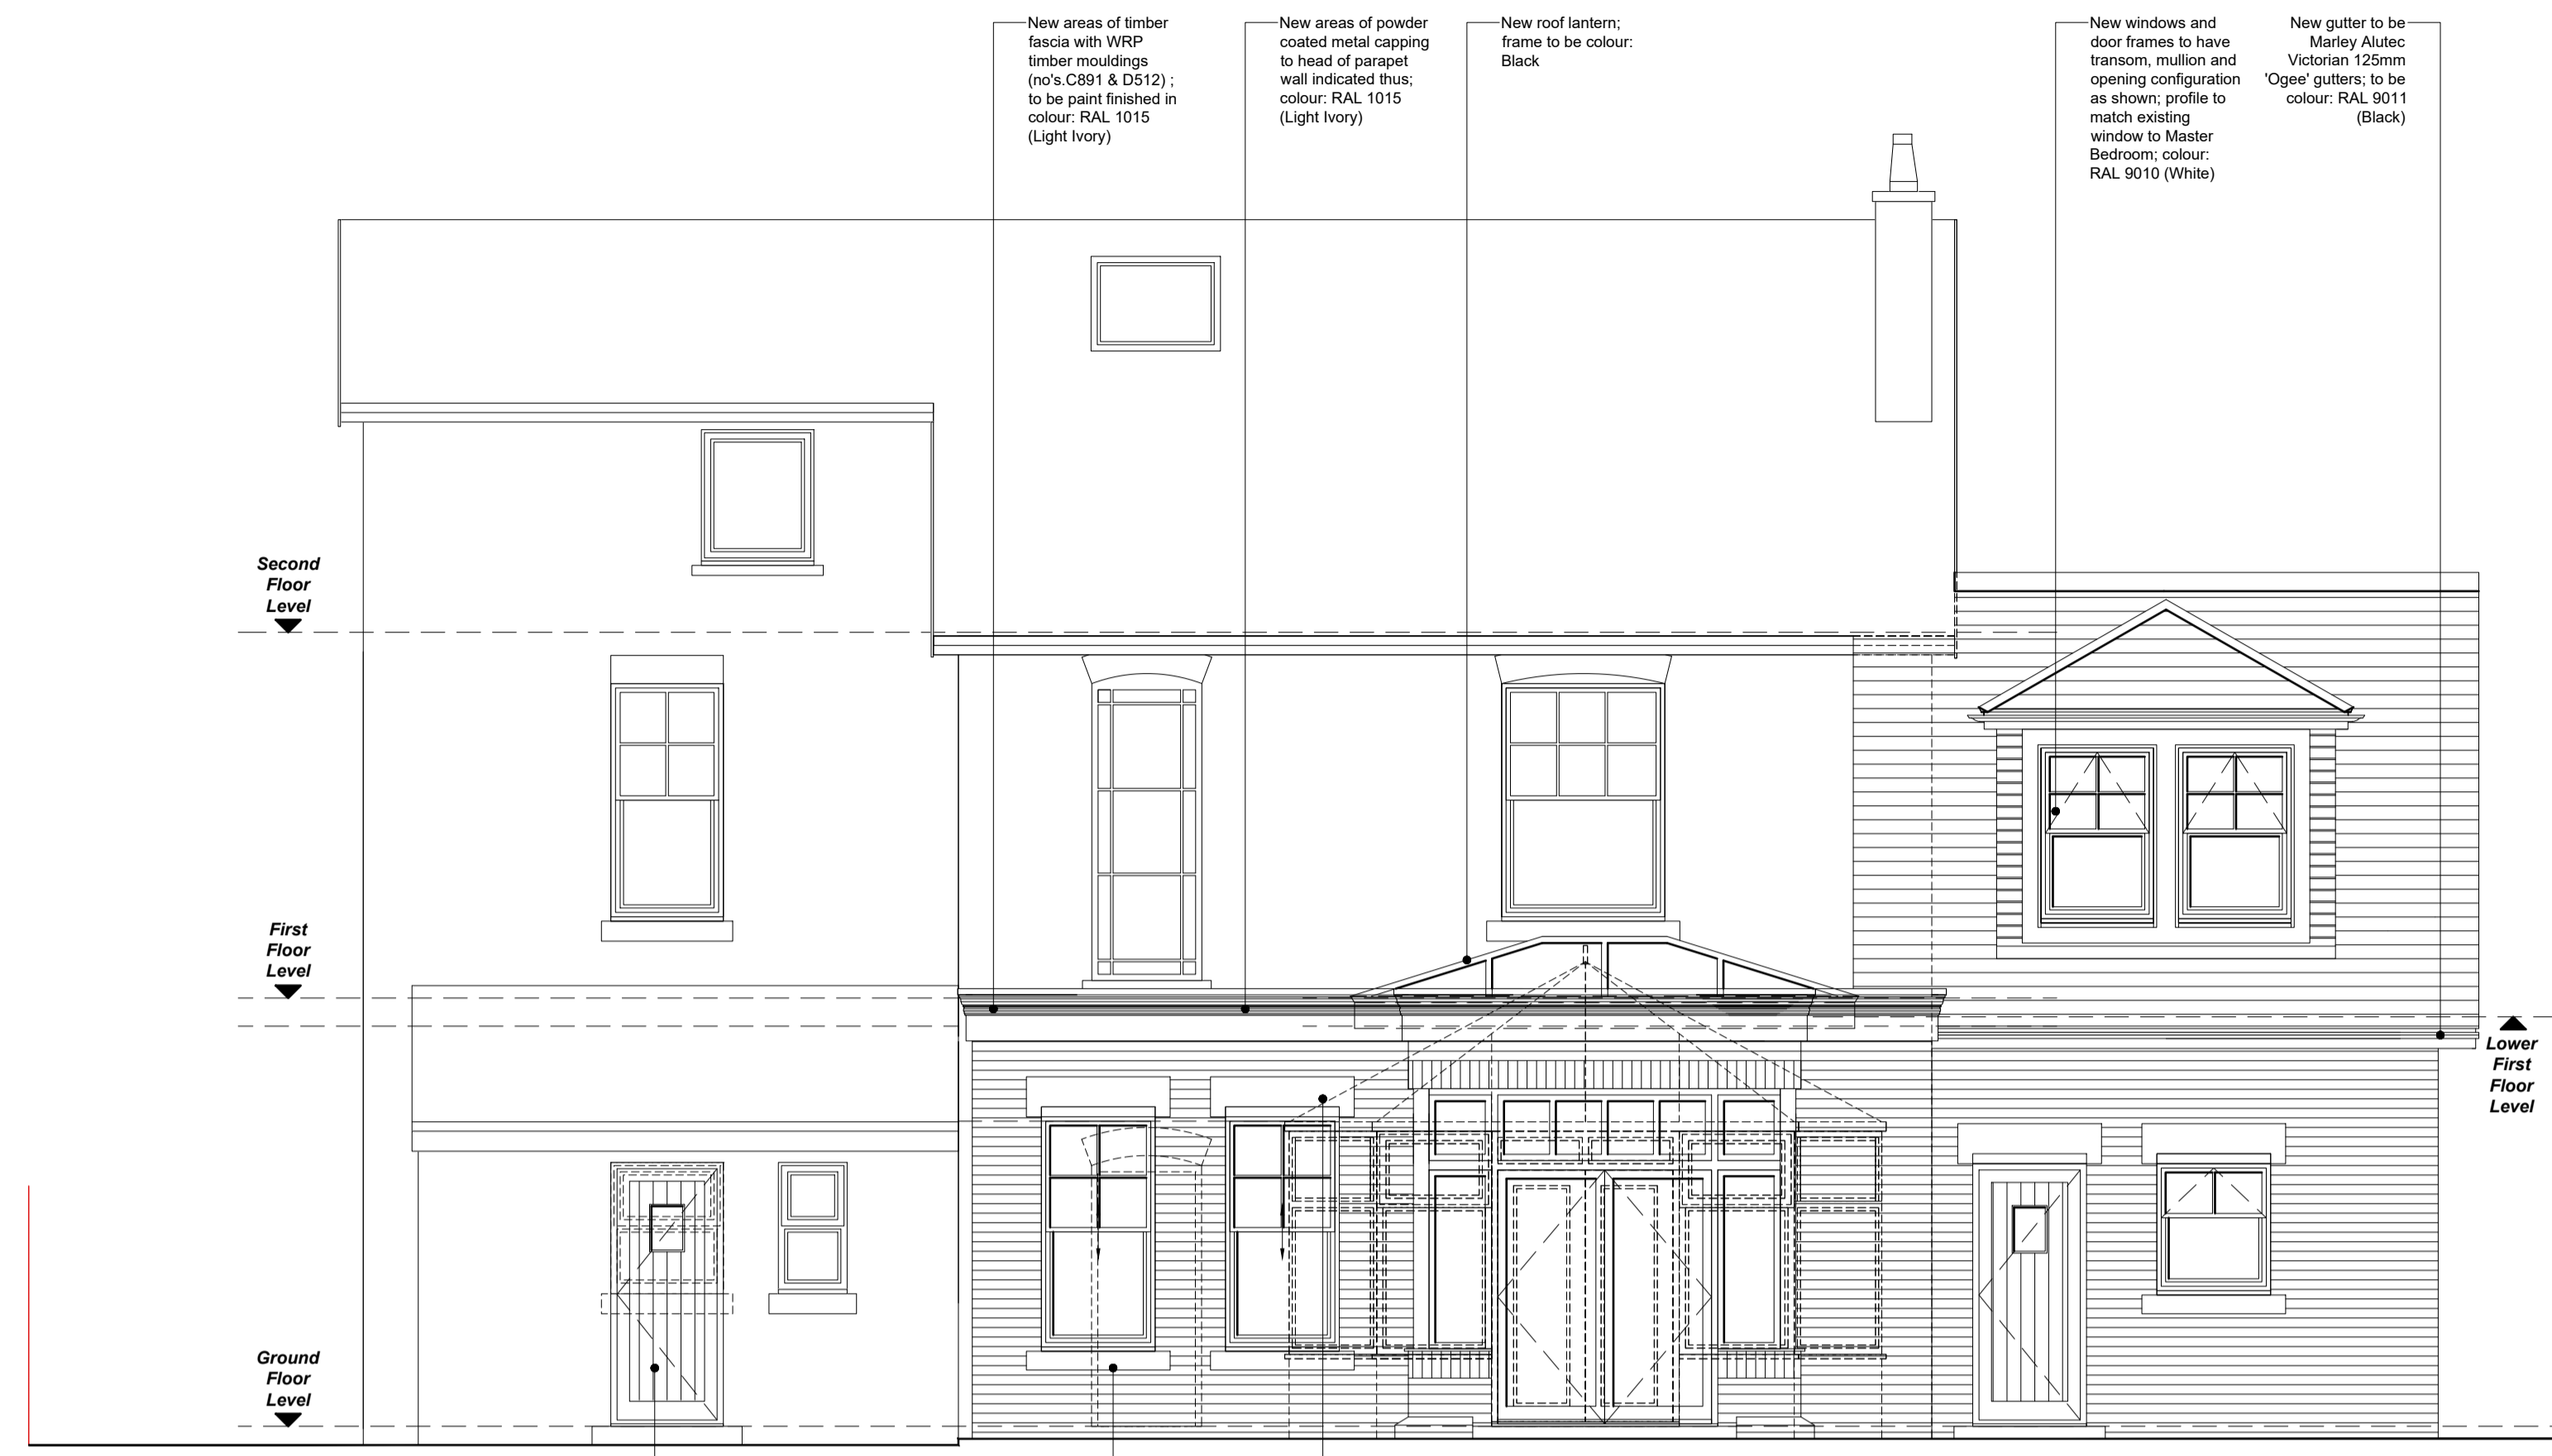 New areas of timber
fascia with WRP
timber mouldings
(no's.C891 & D512) ;
to be paint finished in
colour: RAL 1015
(Light Ivory)
New areas of powder
coated metal capping
to head of parapet
wall indicated thus;
colour: RAL 1015
(Light Ivory)
New roof lantern;
frame to be colour:
Black
New windows and
door frames to have
transom, mullion and
opening configuration
as shown; profile to
match existing
window to Master
Bedroom; colour:
RAL 9010 (White)
New gutter to be
Marley Alutec
Victorian 125mm
'Ogee' gutters; to be
colour: RAL 9011
(Black)
Second
Floor
Level
First
Floor
Level
Lower
First
Floor
Level
Ground
Floor
Level